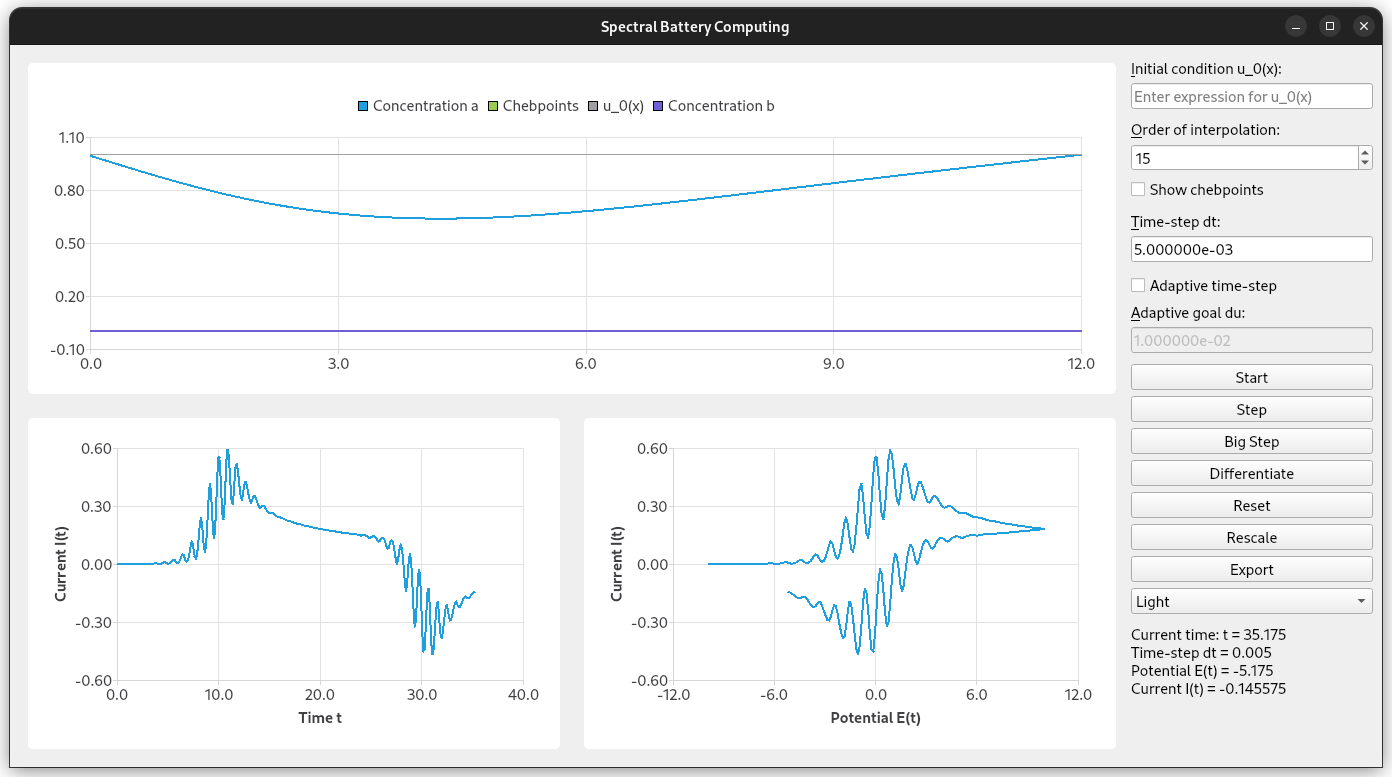 Spectral Battery Computing
Concentration a Chebpoints u_0(x) Concentration b
1.10
0.80
0.50
0.20
-0.10
0.0 3.0 6.0 9.0 12.0
0.60
0.30
0.00
-0.30
-0.60
Current I(t)
0.0 10.0 20.0 30.0 40.0
Time t
0.60
0.30
0.00
-0.30
-0.60
Current I(t)
-12.0 -6.0 0.0 6.0 12.0
Potential E(t)
Initial condition u_0(x):
Enter expression for u_0(x)
Order of interpolation:
15
Show chebpoints
Time-step dt:
5.000000e-03
Adaptive time-step
Adaptive goal du:
1.000000e-02
Start
Step
Big Step
Differentiate
Reset
Rescale
Export
Light
Current time: t = 35.175
Time-step dt = 0.005
Potential E(t) = -5.175
Current I(t) = -0.145575